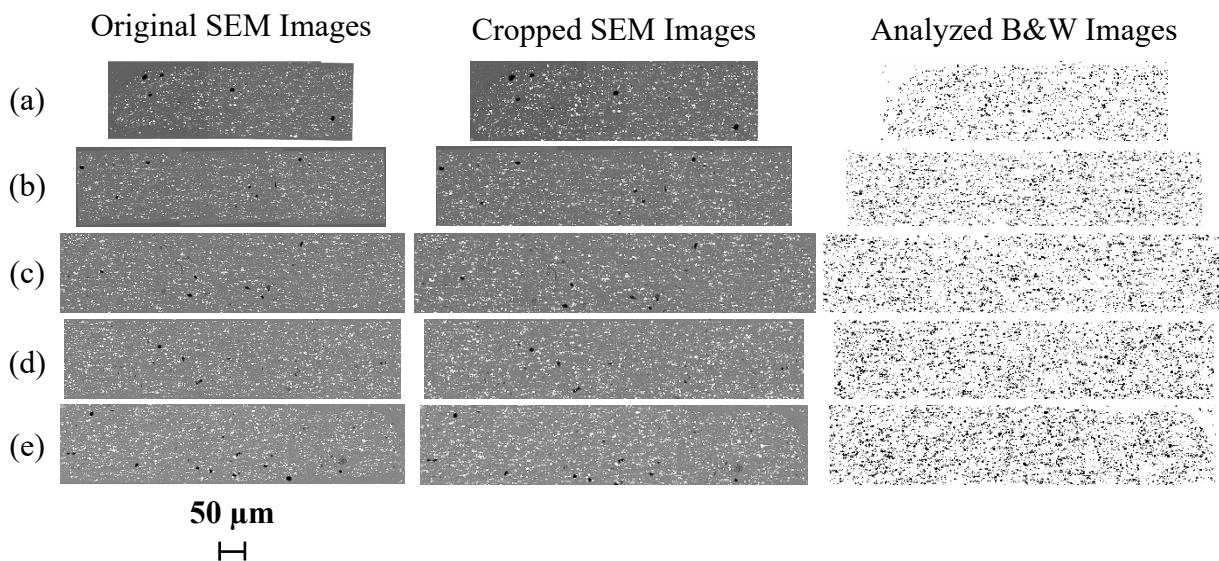 Original SEM Images
Cropped SEM Images
Analyzed B&W Images
(a)
(b)
(c)
(d)
(e)
50 μm